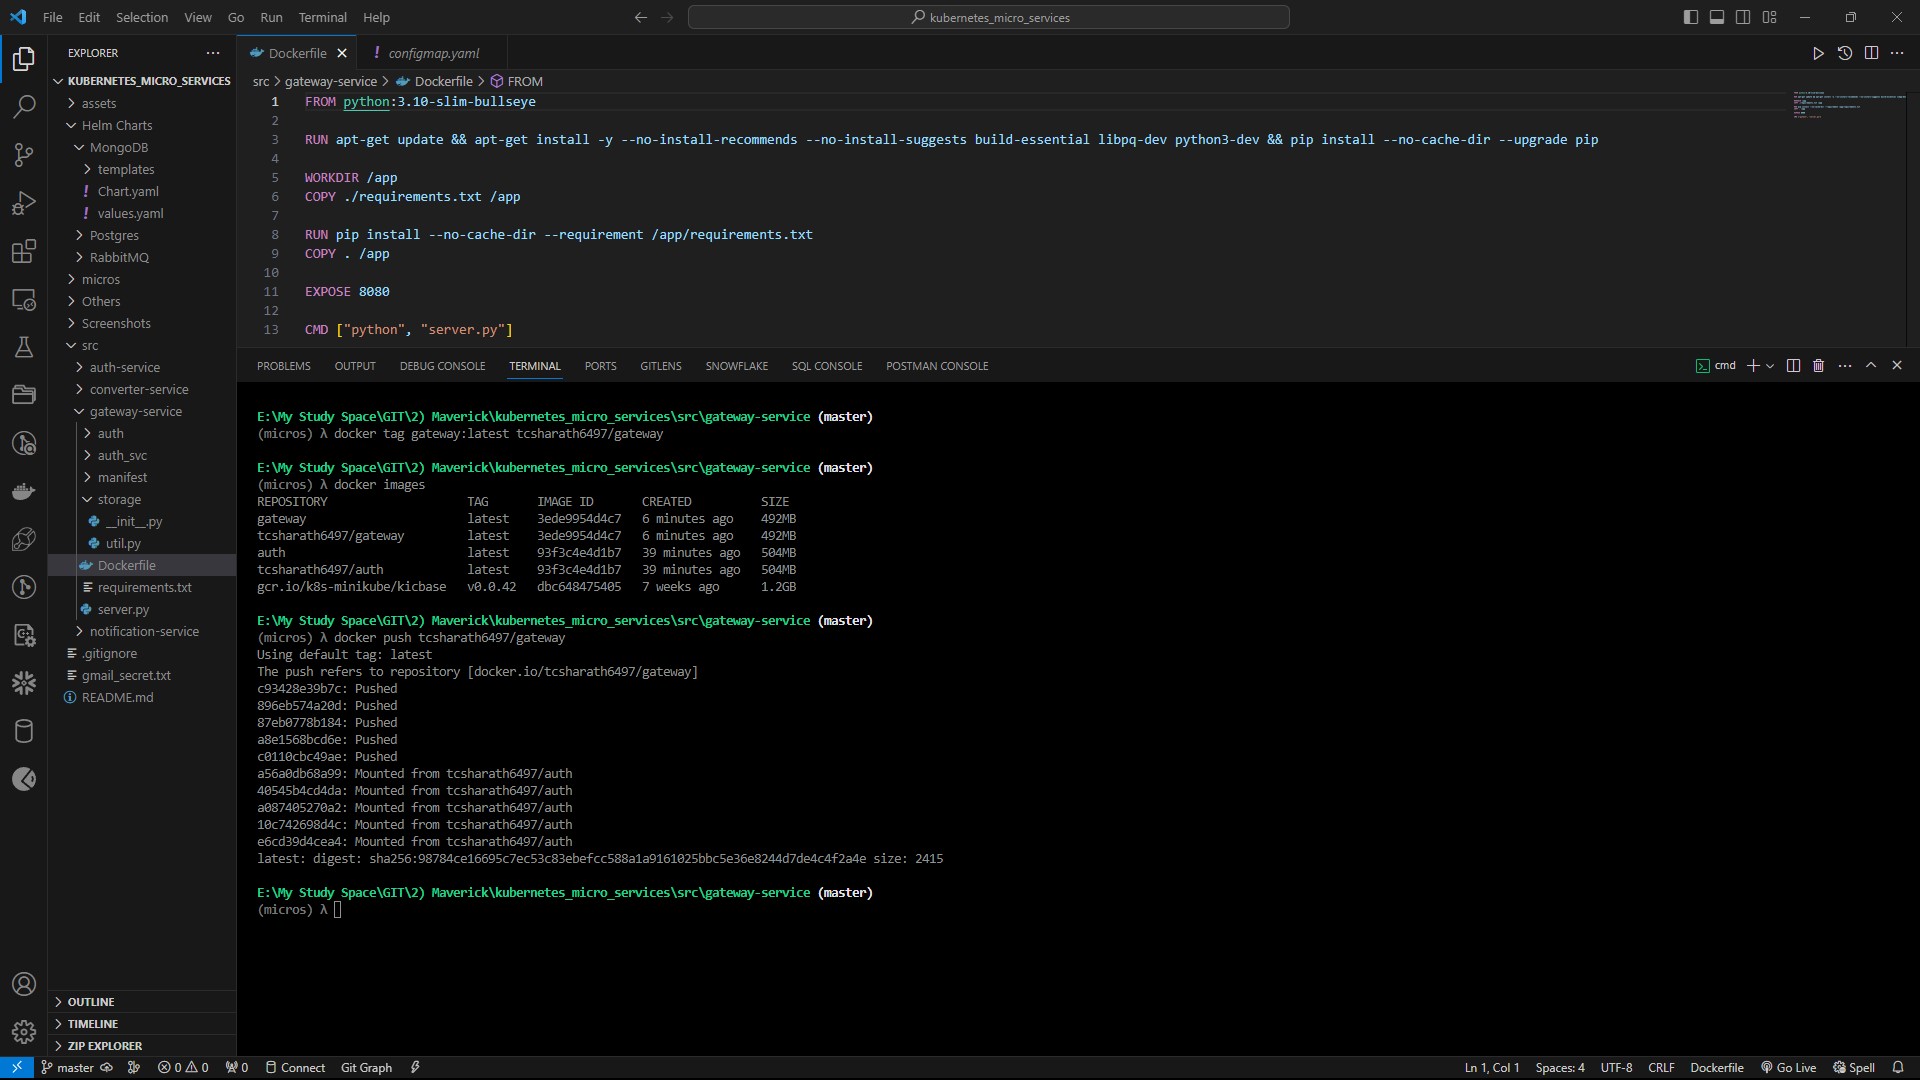 File Edit Selection View Go Run Terminal Help
kubernetes_micro_services
EXPLORER
KUBERNETES_MICRO_SERVICES
assets
Helm Charts
MongoDB
templates
! Chart.yaml
! values.yaml
Postgres
RabbitMQ
micros
Others
Screenshots
src
auth-service
converter-service
gateway-service
auth
auth_svc
manifest
storage
__init__.py
util.py
Dockerfile
requirements.txt
server.py
notification-service
.gitignore
gmail_secret.txt
README.md
OUTLINE
TIMELINE
ZIP EXPLORER
Dockerfile
! configmap.yaml
src > gateway-service > Dockerfile > FROM
1 FROM python:3.10-slim-bullseye
2
3 RUN apt-get update && apt-get install -y --no-install-recommends --no-install-suggests build-essential libpq-dev python3-dev && pip install --no-cache-dir --upgrade pip
4
5 WORKDIR /app
6 COPY ./requirements.txt /app
7
8 RUN pip install --no-cache-dir --requirement /app/requirements.txt
9 COPY . /app
10
11 EXPOSE 8080
12
13 CMD ["python", "server.py"]
PROBLEMS OUTPUT DEBUG CONSOLE TERMINAL PORTS GITLENS SNOWFLAKE SQL CONSOLE POSTMAN CONSOLE
cmd
E:\My Study Space\GIT\2) Maverick\kubernetes_micro_services\src\gateway-service (master)
(micros) λ docker tag gateway:latest tcsharath6497/gateway
E:\My Study Space\GIT\2) Maverick\kubernetes_micro_services\src\gateway-service (master)
(micros) λ docker images
REPOSITORY TAG IMAGE ID CREATED SIZE
gateway latest 3ede9954d4c7 6 minutes ago 492MB
tcsharath6497/gateway latest 3ede9954d4c7 6 minutes ago 492MB
auth latest 93f3c4e4d1b7 39 minutes ago 504MB
tcsharath6497/auth latest 93f3c4e4d1b7 39 minutes ago 504MB
gcr.io/k8s-minikube/kicbase v0.0.42 dbc648475405 7 weeks ago 1.2GB
E:\My Study Space\GIT\2) Maverick\kubernetes_micro_services\src\gateway-service (master)
(micros) λ docker push tcsharath6497/gateway
Using default tag: latest
The push refers to repository [docker.io/tcsharath6497/gateway]
c93428e39b7c: Pushed
896eb574a20d: Pushed
87eb0778b184: Pushed
a8e1568bcd6e: Pushed
c0110cbc49ae: Pushed
a56a0db68a99: Mounted from tcsharath6497/auth
40545b4cd4da: Mounted from tcsharath6497/auth
a087405270a2: Mounted from tcsharath6497/auth
10c742698d4c: Mounted from tcsharath6497/auth
e6cd39d4cea4: Mounted from tcsharath6497/auth
latest: digest: sha256:98784ce16695c7ec53c83ebefcc588a1a9161025bbc5e36e8244d7de4c4f2a4e size: 2415
E:\My Study Space\GIT\2) Maverick\kubernetes_micro_services\src\gateway-service (master)
(micros) λ
master 0 0 0 Connect Git Graph Ln 1, Col 1 Spaces: 4 UTF-8 CRLF Dockerfile Go Live Spell